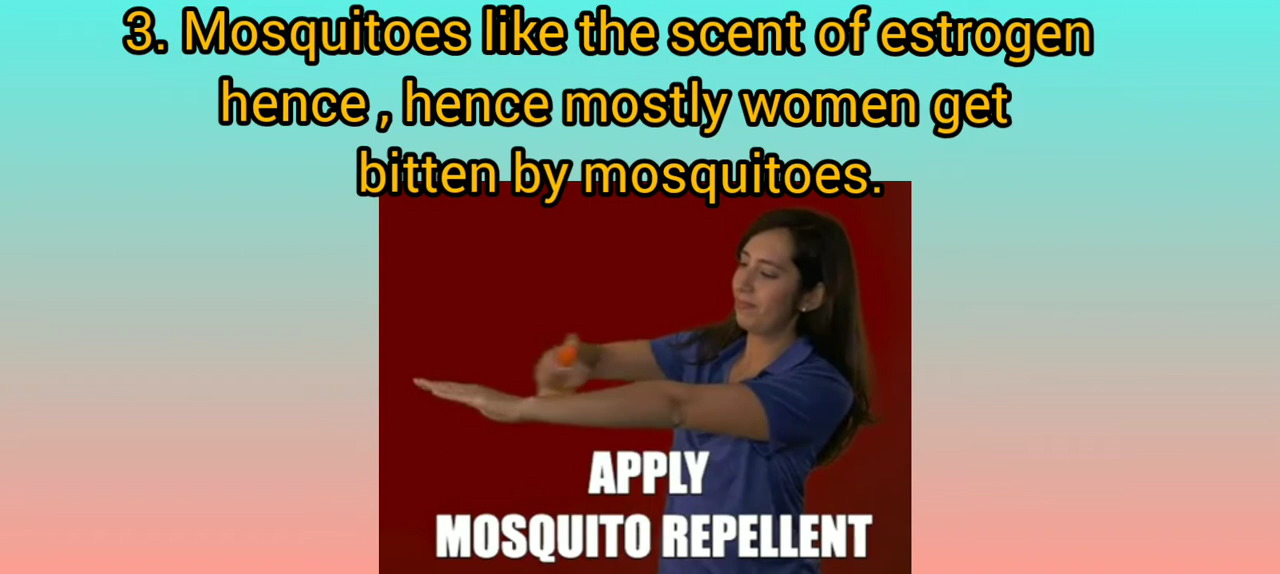 3. Mosquitoes like the scent of estrogen
hence , hence mostly women get
bitten by mosquitoes.
APPLY
MOSQUITO REPELLENT